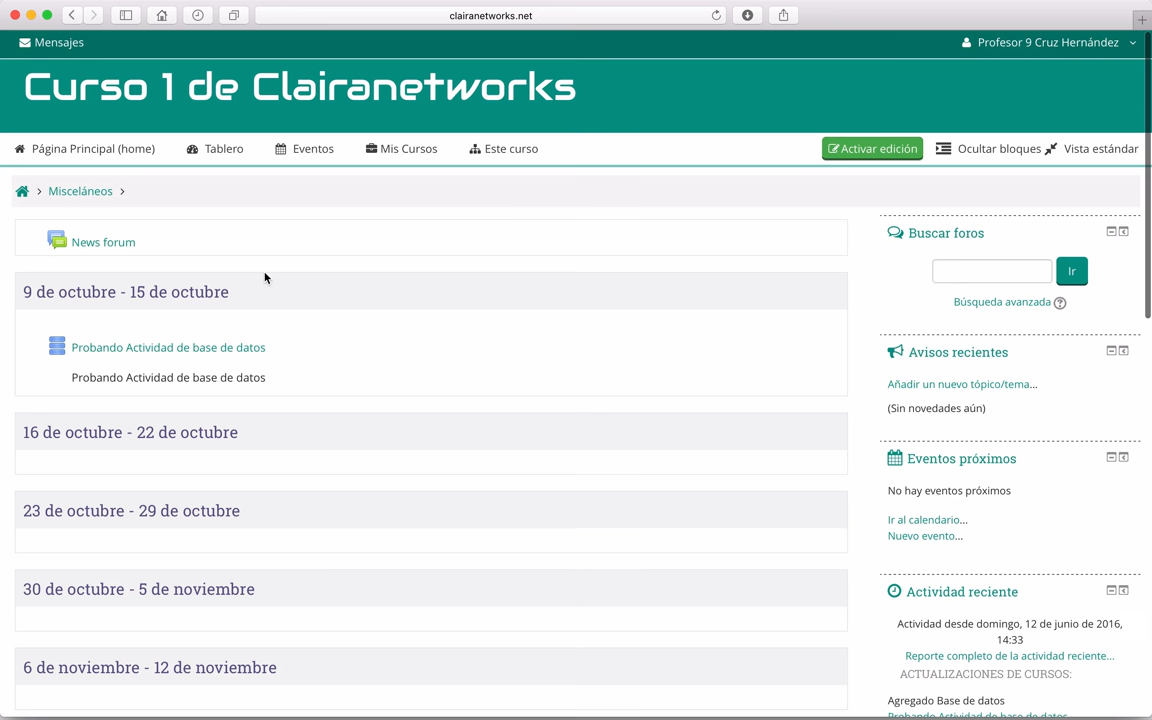 clairanetworks.net
Mensajes
Profesor 9 Cruz Hernández
Curso 1 de Clairanetworks
Página Principal (home) Tablero Eventos Mis Cursos Este curso Activar edición Ocultar bloques Vista estándar
Misceláneos
News forum
9 de octubre - 15 de octubre
Probando Actividad de base de datos
Probando Actividad de base de datos
16 de octubre - 22 de octubre
23 de octubre - 29 de octubre
30 de octubre - 5 de noviembre
6 de noviembre - 12 de noviembre
Buscar foros
Ir
Búsqueda avanzada
Avisos recientes
Añadir un nuevo tópico/tema...
(Sin novedades aún)
Eventos próximos
No hay eventos próximos
Ir al calendario...
Nuevo evento...
Actividad reciente
Actividad desde domingo, 12 de junio de 2016,
14:33
Reporte completo de la actividad reciente...
ACTUALIZACIONES DE CURSOS:
Agregado Base de datos
Probando Actividad de base de datos